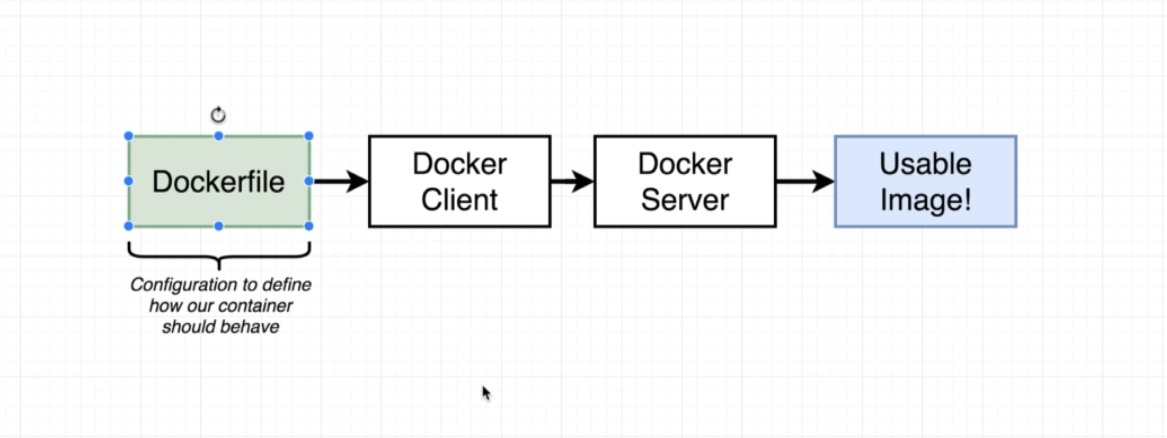 Dockerfile
Docker
Client
Docker
Server
Usable
Image!
Configuration to define
how our container
should behave